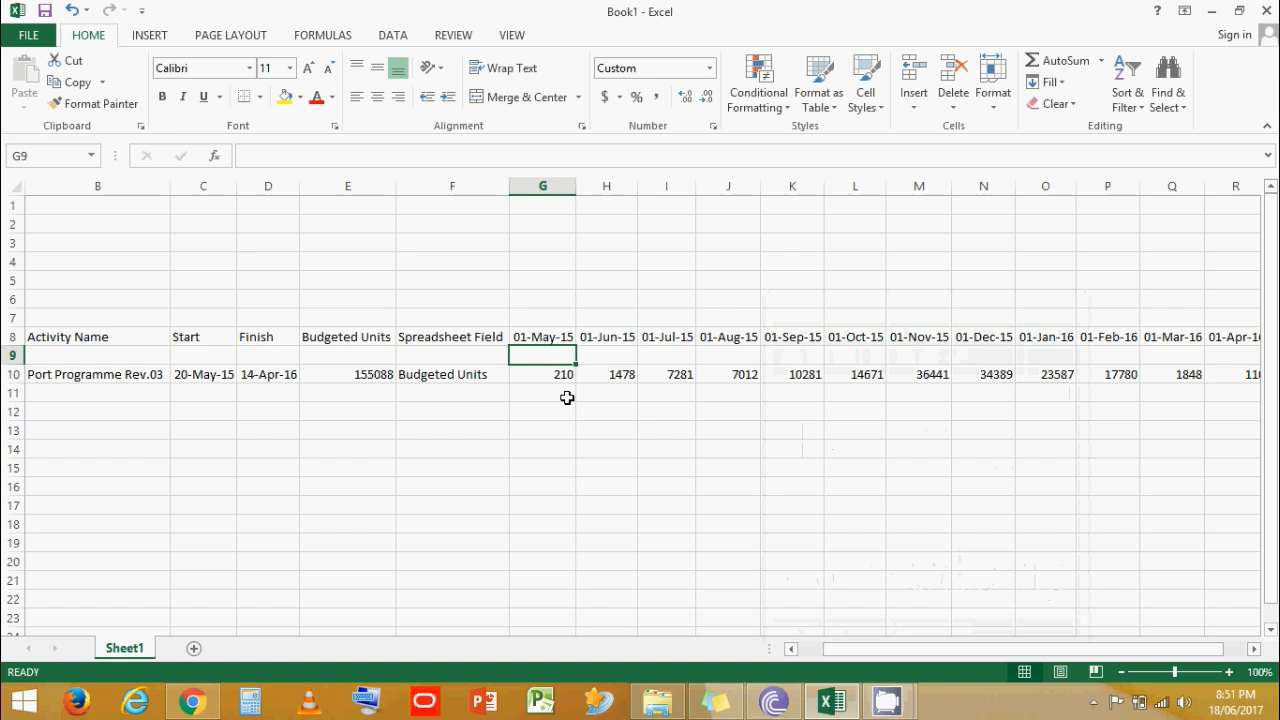 Book1 - Excel
?
FILE HOME INSERT PAGE LAYOUT FORMULAS DATA REVIEW VIEW Sign in
Paste
Cut
Copy
Format Painter
Clipboard
Calibri 11
B I U
Font
Wrap Text
Merge & Center
Alignment
Custom
$ % ,
Number
Conditional Formatting
Format as Table
Cell Styles
Styles
Insert Delete Format
Cells
AutoSum
Fill
Clear
Sort & Filter
Find & Select
Editing
G9 fx
B C D E F G H I J K L M N O P Q R
1
2
3
4
5
6
7
8 Activity Name Start Finish Budgeted Units Spreadsheet Field 01-May-15 01-Jun-15 01-Jul-15 01-Aug-15 01-Sep-15 01-Oct-15 01-Nov-15 01-Dec-15 01-Jan-16 01-Feb-16 01-Mar-16 01-Apr-1
9
10 Port Programme Rev.03 20-May-15 14-Apr-16 155088 Budgeted Units 210 1478 7281 7012 10281 14671 36441 34389 23587 17780 1848
11
12
13
14
15
16
17
18
19
20
21
22
23
Sheet1
READY 100%
8:51 PM
18/06/2017